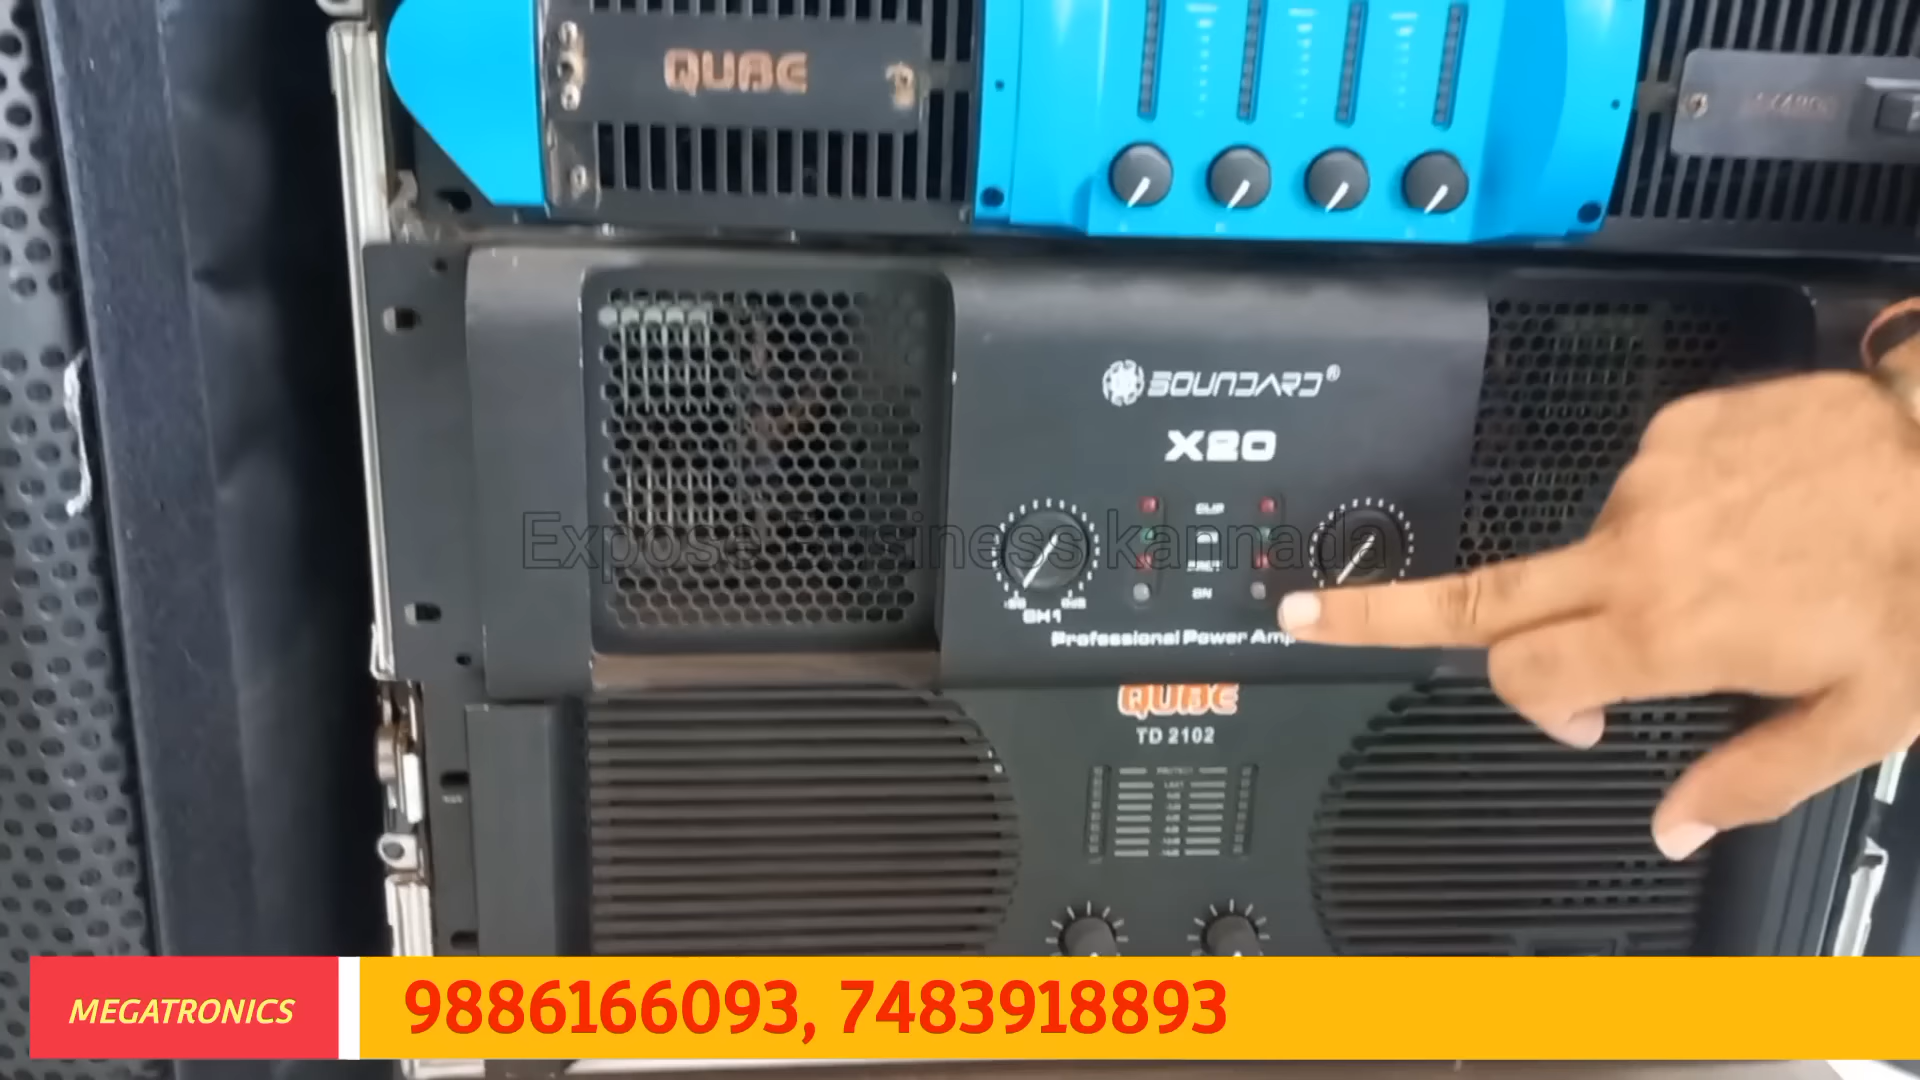 QUBE
SOUNDARD®
X20
CLIP
ON
CH1
Professional Power Amp
Expose Business kannada
QUBE
TD 2102
MEGATRONICS
9886166093, 7483918893